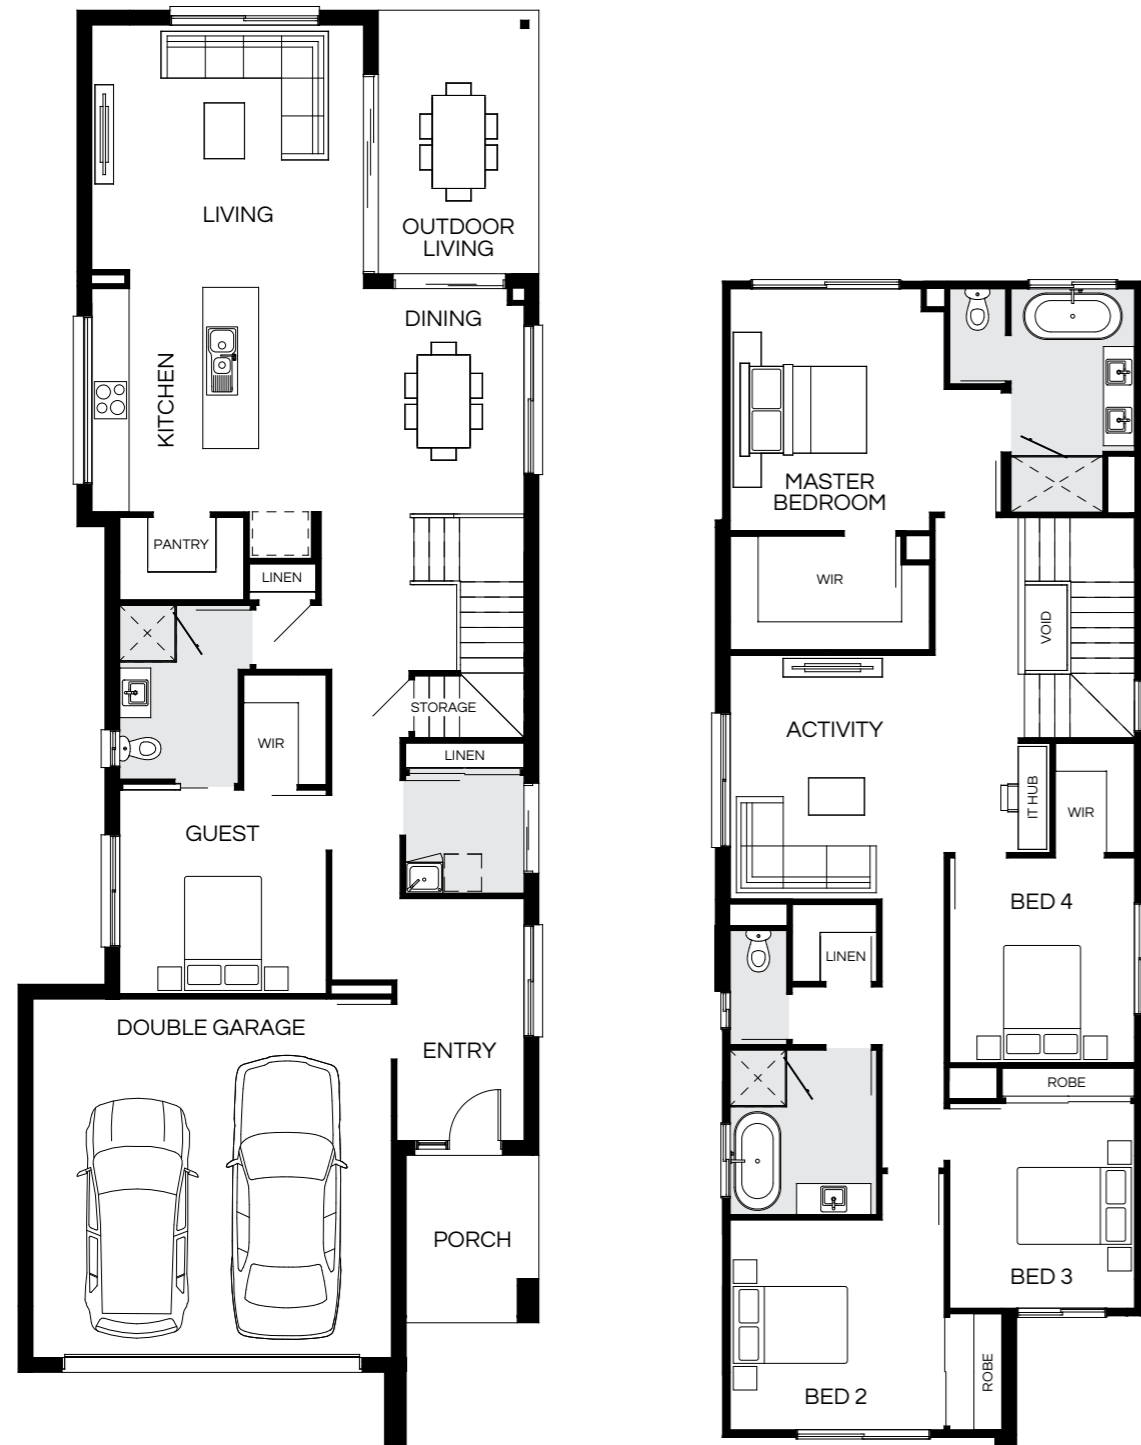 LIVING
OUTDOOR
LIVING
DINING
KITCHEN
PANTRY
LINEN
STORAGE
WIR
LINEN
GUEST
DOUBLE GARAGE
ENTRY
PORCH
MASTER
BEDROOM
WIR
VOID
ACTIVITY
IT HUB
WIR
BED 4
LINEN
ROBE
BED 3
ROBE
BED 2